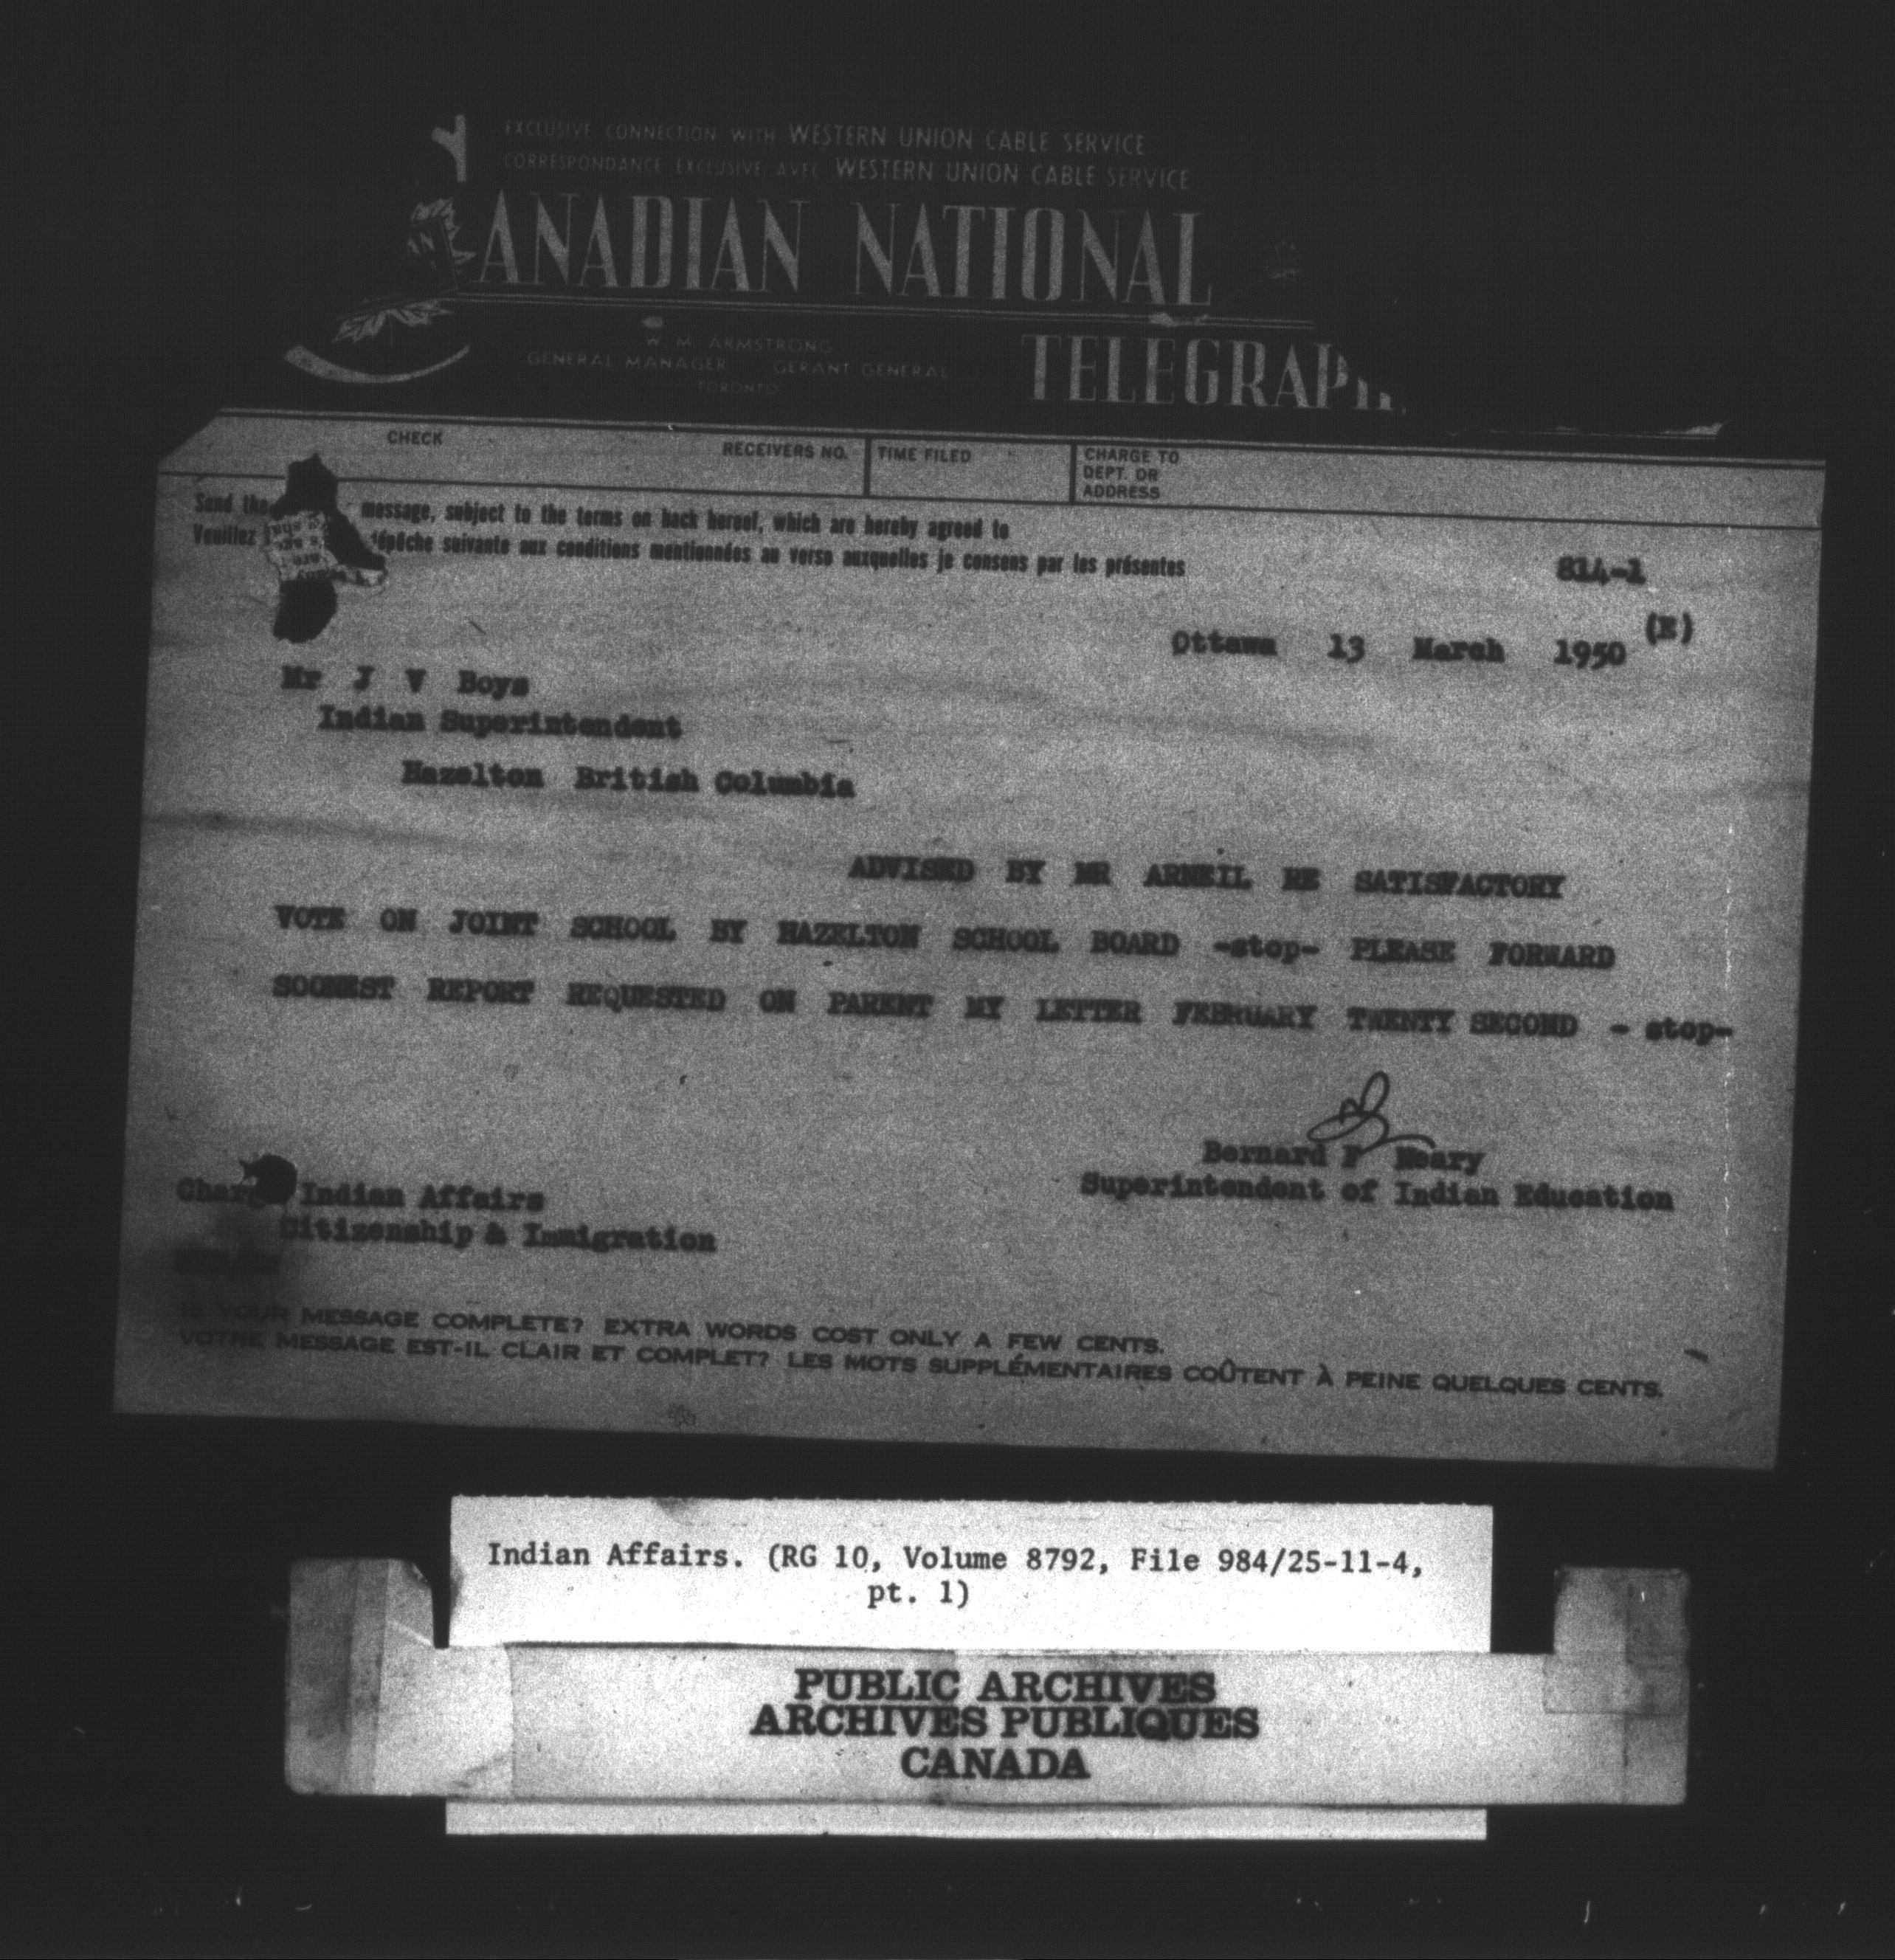 EXCLUSIVE CONNECTION WITH WESTERN UNION CABLE SERVICE
CORRESPONDANCE EXCLUSIVE AVEC WESTERN UNION CABLE SERVICE
ANADIAN NATIONAL
TELEGRAPH
W. M. ARMSTRONG
GENERAL MANAGER GERANT GENERAL
TORONTO
CHECK RECEIVERS NO. TIME FILED CHARGE TO
DEPT. OR
ADDRESS
Send the message, subject to the terms on back hereof, which are hereby agreed to
Veuillez dépêche suivante aux conditions mentionnées au verso auxquelles je consens par les présentes
814-1
(E)
Ottawa 13 March 1950
Mr J V Boys
Indian Superintendent
Hazelton British Columbia
ADVISED BY MR ARNEIL RE SATISFACTORY
VOTE ON JOINT SCHOOL BY HAZELTON SCHOOL BOARD -stop- PLEASE FORWARD
SOONEST REPORT REQUESTED ON PARENT MY LETTER FEBRUARY TWENTY SECOND - stop-
Bernard F Neary
Superintendent of Indian Education
Charge Indian Affairs
Citizenship & Immigration
IS YOUR MESSAGE COMPLETE? EXTRA WORDS COST ONLY A FEW CENTS.
VOTRE MESSAGE EST-IL CLAIR ET COMPLET? LES MOTS SUPPLÉMENTAIRES COÛTENT À PEINE QUELQUES CENTS.
Indian Affairs. (RG 10, Volume 8792, File 984/25-11-4,
pt. 1)
PUBLIC ARCHIVES
ARCHIVES PUBLIQUES
CANADA